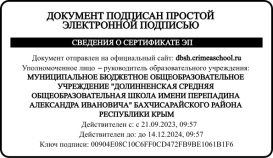 ДОКУМЕНТ ПОДПИСАН ПРОСТОЙ
ЭЛЕКТРОННОЙ ПОДПИСЬЮ
СВЕДЕНИЯ О СЕРТИФИКАТЕ ЭП
Документ отправлен на официальный сайт: dbsh.crimeaschool.ru
Уполномоченное лицо – руководитель образовательного учреждения:
МУНИЦИПАЛЬНОЕ БЮДЖЕТНОЕ ОБЩЕОБРАЗОВАТЕЛЬНОЕ
УЧРЕЖДЕНИЕ "ДОЛИННЕНСКАЯ СРЕДНЯЯ
ОБЩЕОБРАЗОВАТЕЛЬНАЯ ШКОЛА ИМЕНИ ПЕРЕПАДИНА
АЛЕКСАНДРА ИВАНОВИЧА" БАХЧИСАРАЙСКОГО РАЙОНА
РЕСПУБЛИКИ КРЫМ
Действителен с: с 21.09.2023, 09:57
Действителен до: до 14.12.2024, 09:57
Ключ подписи: 00904E08C10C6FF0CD472FB9BE1061B1F6